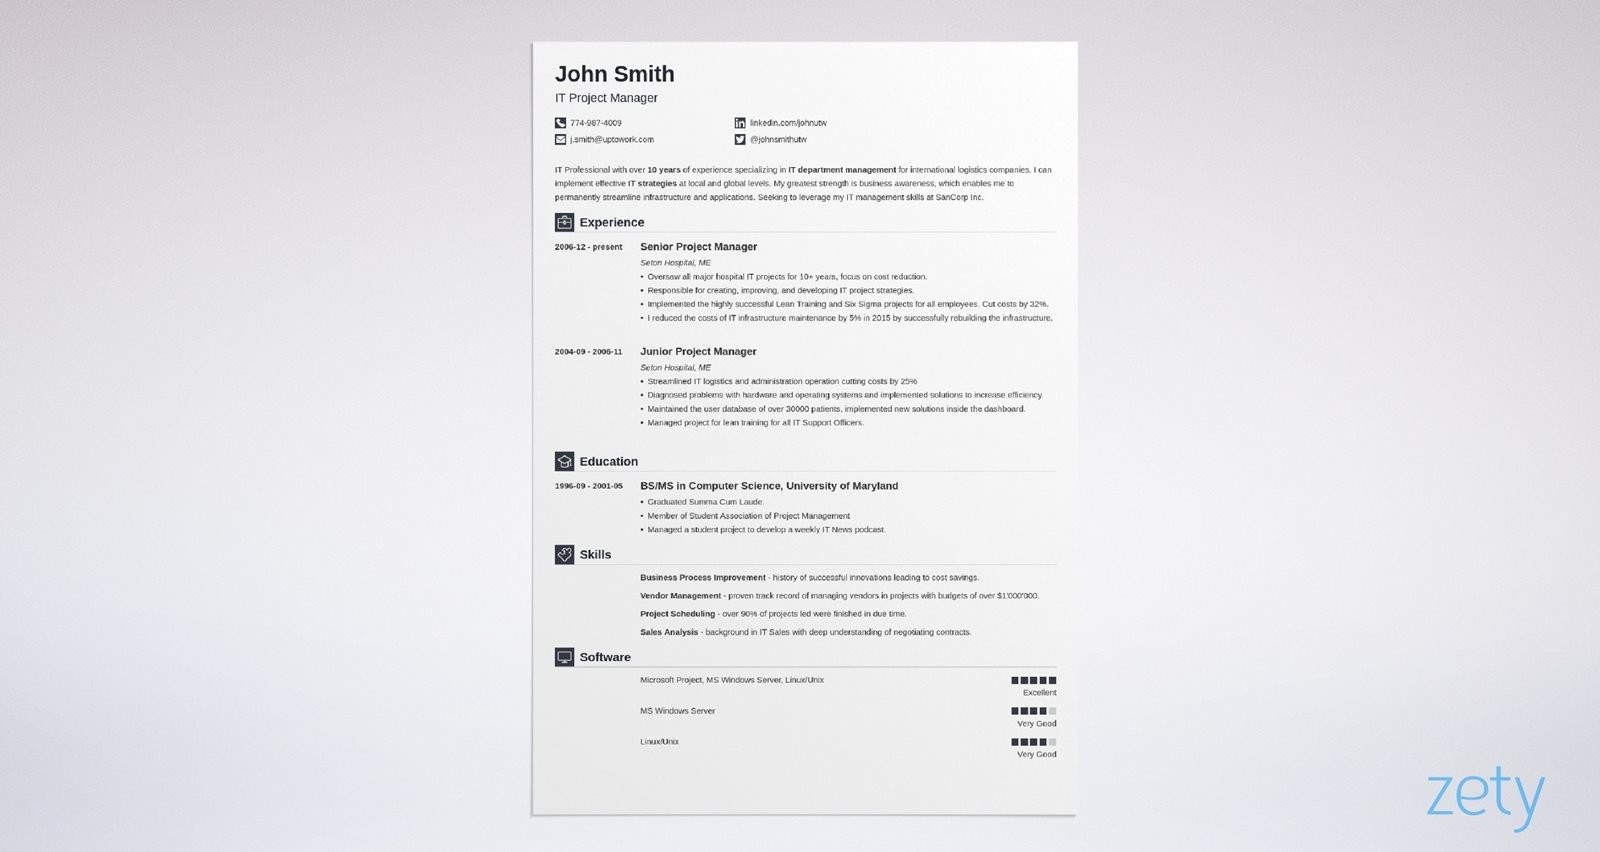 John Smith
IT Project Manager
774-987-4009
linkedin.com/johnutw
j.smith@uptowork.com
@johnsmithutw
IT Professional with over 10 years of experience specializing in IT department management for international logistics companies. I can
implement effective IT strategies at local and global levels. My greatest strength is business awareness, which enables me to
permanently streamline infrastructure and applications. Seeking to leverage my IT management skills at SanCorp Inc.
Experience
2006-12 - present
Senior Project Manager
Seton Hospital, ME
• Oversaw all major hospital IT projects for 10+ years, focus on cost reduction.
• Responsible for creating, improving, and developing IT project strategies.
• Implemented the highly successful Lean Training and Six Sigma projects for all employees. Cut costs by 32%.
• I reduced the costs of IT infrastructure maintenance by 5% in 2015 by successfully rebuilding the infrastructure.
2004-09 - 2006-11
Junior Project Manager
Seton Hospital, ME
• Streamlined IT logistics and administration operation cutting costs by 25%
• Diagnosed problems with hardware and operating systems and implemented solutions to increase efficiency.
• Maintained the user database of over 30000 patients, implemented new solutions inside the dashboard.
• Managed project for lean training for all IT Support Officers.
Education
1996-09 - 2001-05
BS/MS in Computer Science, University of Maryland
• Graduated Summa Cum Laude.
• Member of Student Association of Project Management
• Managed a student project to develop a weekly IT News podcast.
Skills
Business Process Improvement - history of successful innovations leading to cost savings.
Vendor Management - proven track record of managing vendors in projects with budgets of over $1'000'000.
Project Scheduling - over 90% of projects led were finished in due time.
Sales Analysis - background in IT Sales with deep understanding of negotiating contracts.
Software
Microsoft Project, MS Windows Server, Linux/Unix
Excellent
MS Windows Server
Very Good
Linux/Unix
Very Good
zety